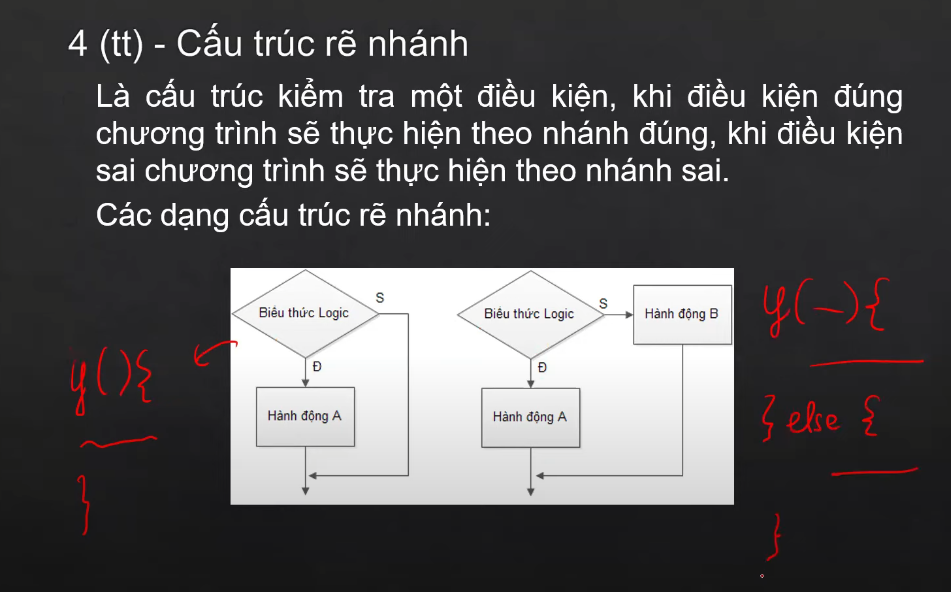 4 (tt) - Cấu trúc rẽ nhánh
Là cấu trúc kiểm tra một điều kiện, khi điều kiện đúng
chương trình sẽ thực hiện theo nhánh đúng, khi điều kiện
sai chương trình sẽ thực hiện theo nhánh sai.
Các dạng cấu trúc rẽ nhánh:
Biểu thức Logic
S
Đ
Hành động A
Biểu thức Logic
S
Hành động B
Đ
Hành động A
if(){
}
if(—){
} else {
}